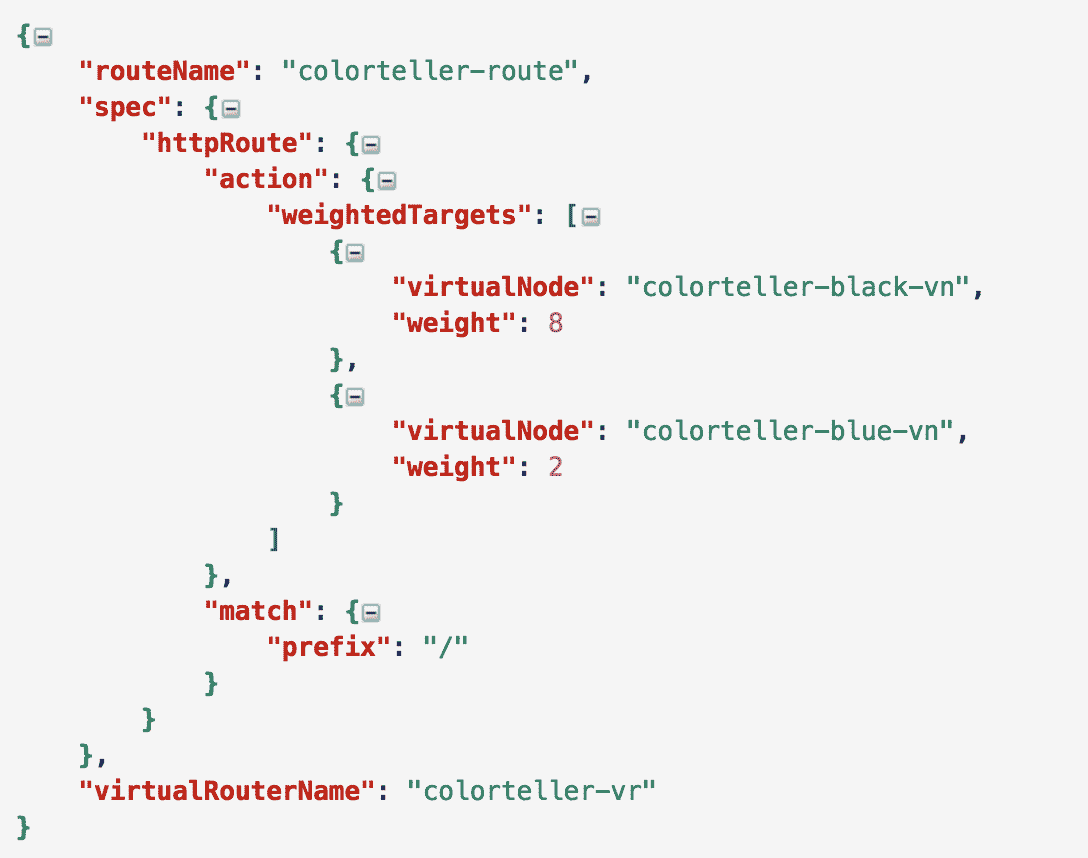 {
"routeName": "colorteller-route",
"spec": {
"httpRoute": {
"action": {
"weightedTargets": [
{
"virtualNode": "colorteller-black-vn",
"weight": 8
},
{
"virtualNode": "colorteller-blue-vn",
"weight": 2
}
]
},
"match": {
"prefix": "/"
}
}
},
"virtualRouterName": "colorteller-vr"
}